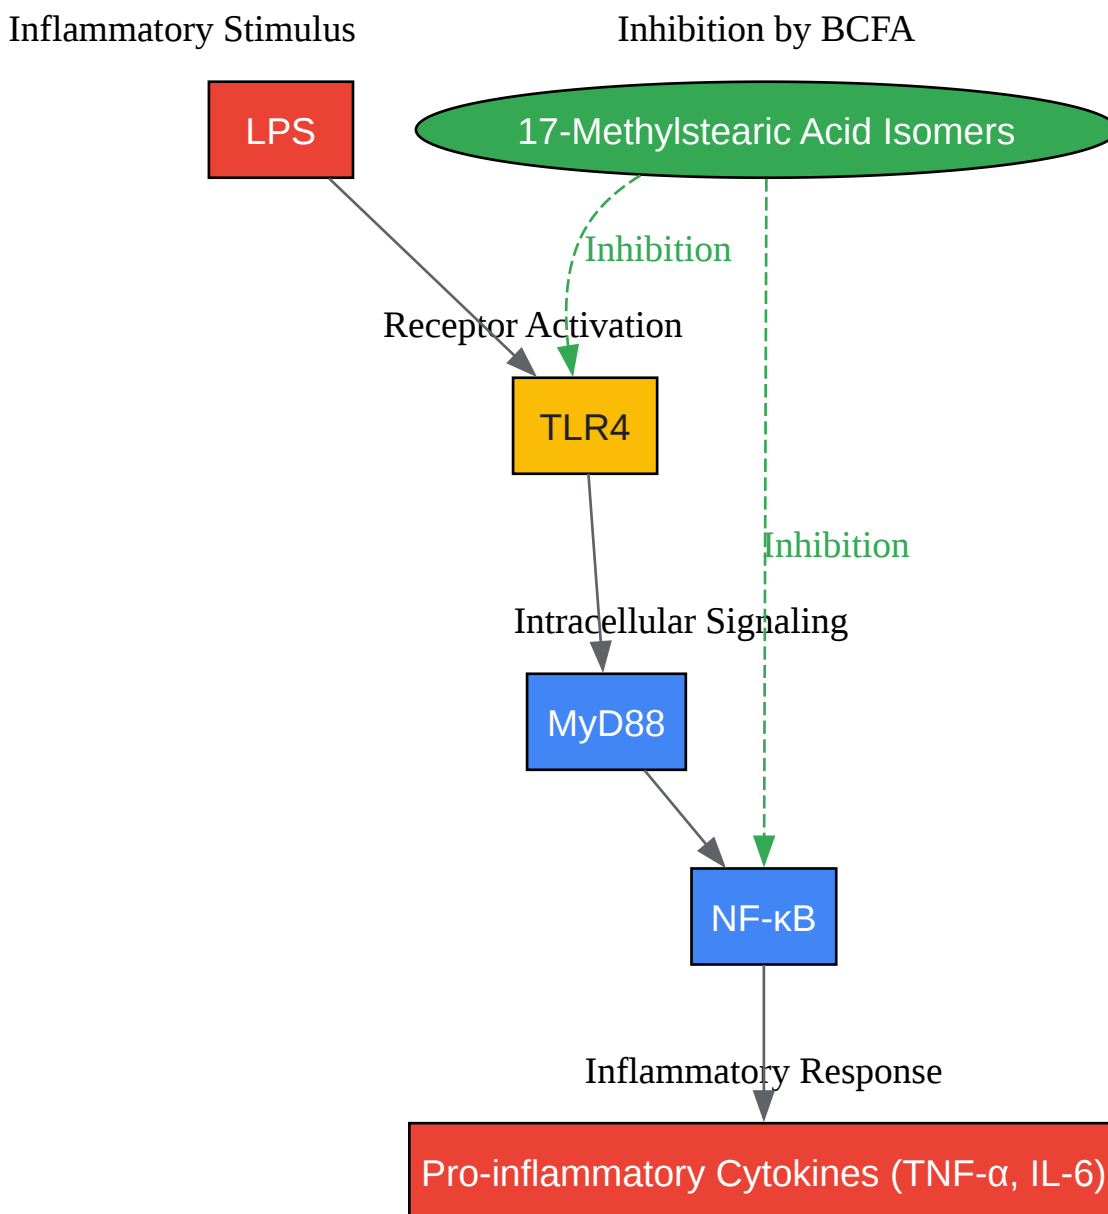 Inflammatory Stimulus
Inhibition by BCFA
LPS
17-Methylstearic Acid Isomers
Inhibition
Receptor Activation
TLR4
Inhibition
Intracellular Signaling
MyD88
NF-κB
Inflammatory Response
Pro-inflammatory Cytokines (TNF-α, IL-6)